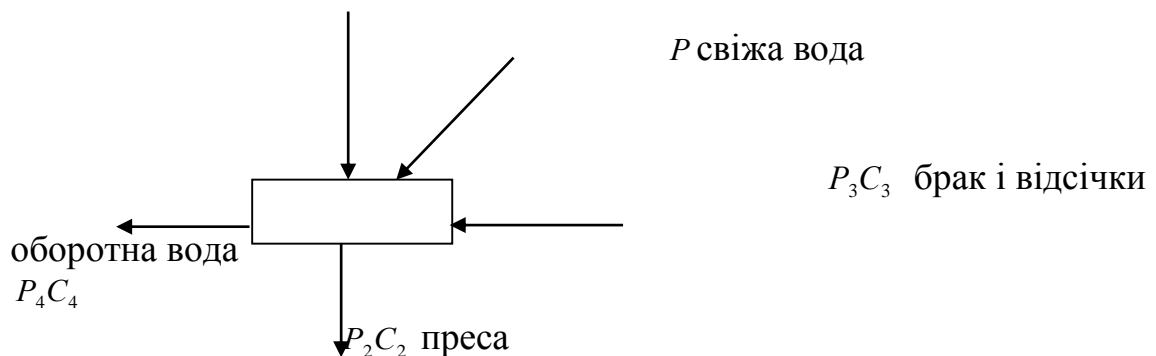 P свіжа вода
P₃C₃ брак і відсічки
оборотна вода
P₄C₄
P₂C₂ преса